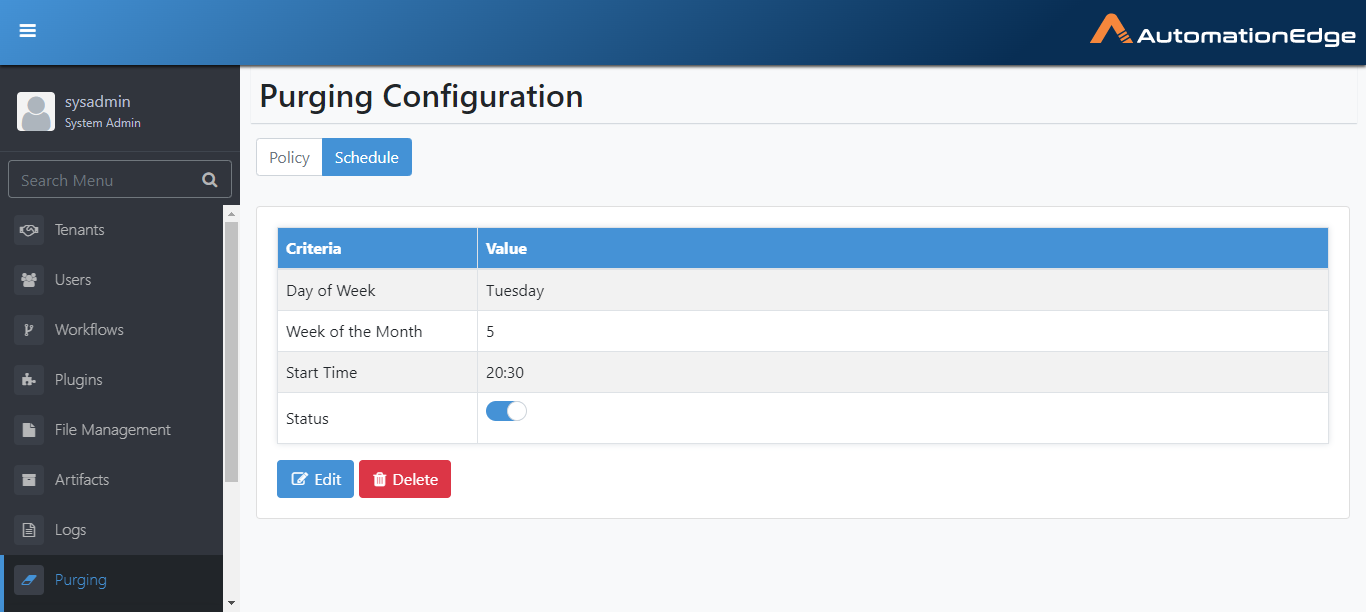 AutomationEdge
sysadmin
System Admin
Search Menu
Tenants
Users
Workflows
Plugins
File Management
Artifacts
Logs
Purging
Purging Configuration
Policy Schedule
Criteria Value
Day of Week Tuesday
Week of the Month 5
Start Time 20:30
Status
Edit Delete